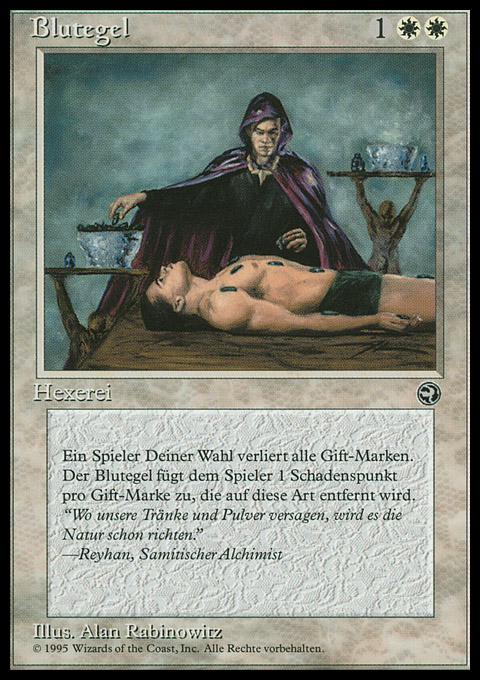 Blutegel 1
Hexerei
Ein Spieler Deiner Wahl verliert alle Gift-Marken.
Der Blutegel fügt dem Spieler 1 Schadenspunkt
pro Gift-Marke zu, die auf diese Art entfernt wird.
“Wo unsere Tränke und Pulver versagen, wird es die
Natur schon richten.”
—Reyhan, Samitischer Alchimist
Illus. Alan Rabinowitz
© 1995 Wizards of the Coast, Inc. Alle Rechte vorbehalten.